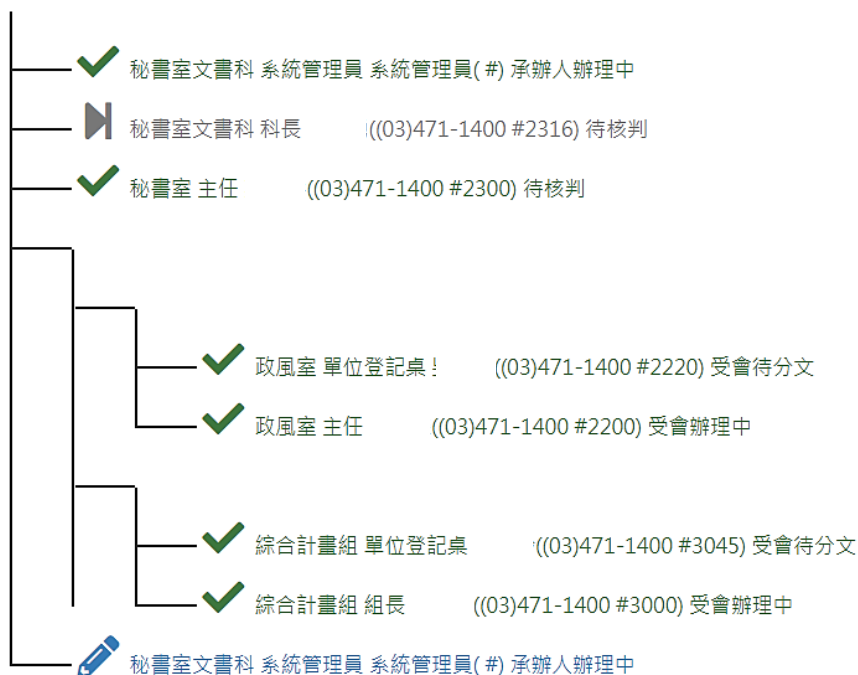 秘書室文書科 系統管理員 系統管理員( #) 承辦人辦理中
秘書室文書科 科長 ((03)471-1400 #2316) 待核判
秘書室 主任 ((03)471-1400 #2300) 待核判
政風室 單位登記桌 ((03)471-1400 #2220) 受會待分文
政風室 主任 ((03)471-1400 #2200) 受會辦理中
綜合計畫組 單位登記桌 ((03)471-1400 #3045) 受會待分文
綜合計畫組 組長 ((03)471-1400 #3000) 受會辦理中
秘書室文書科 系統管理員 系統管理員( #) 承辦人辦理中